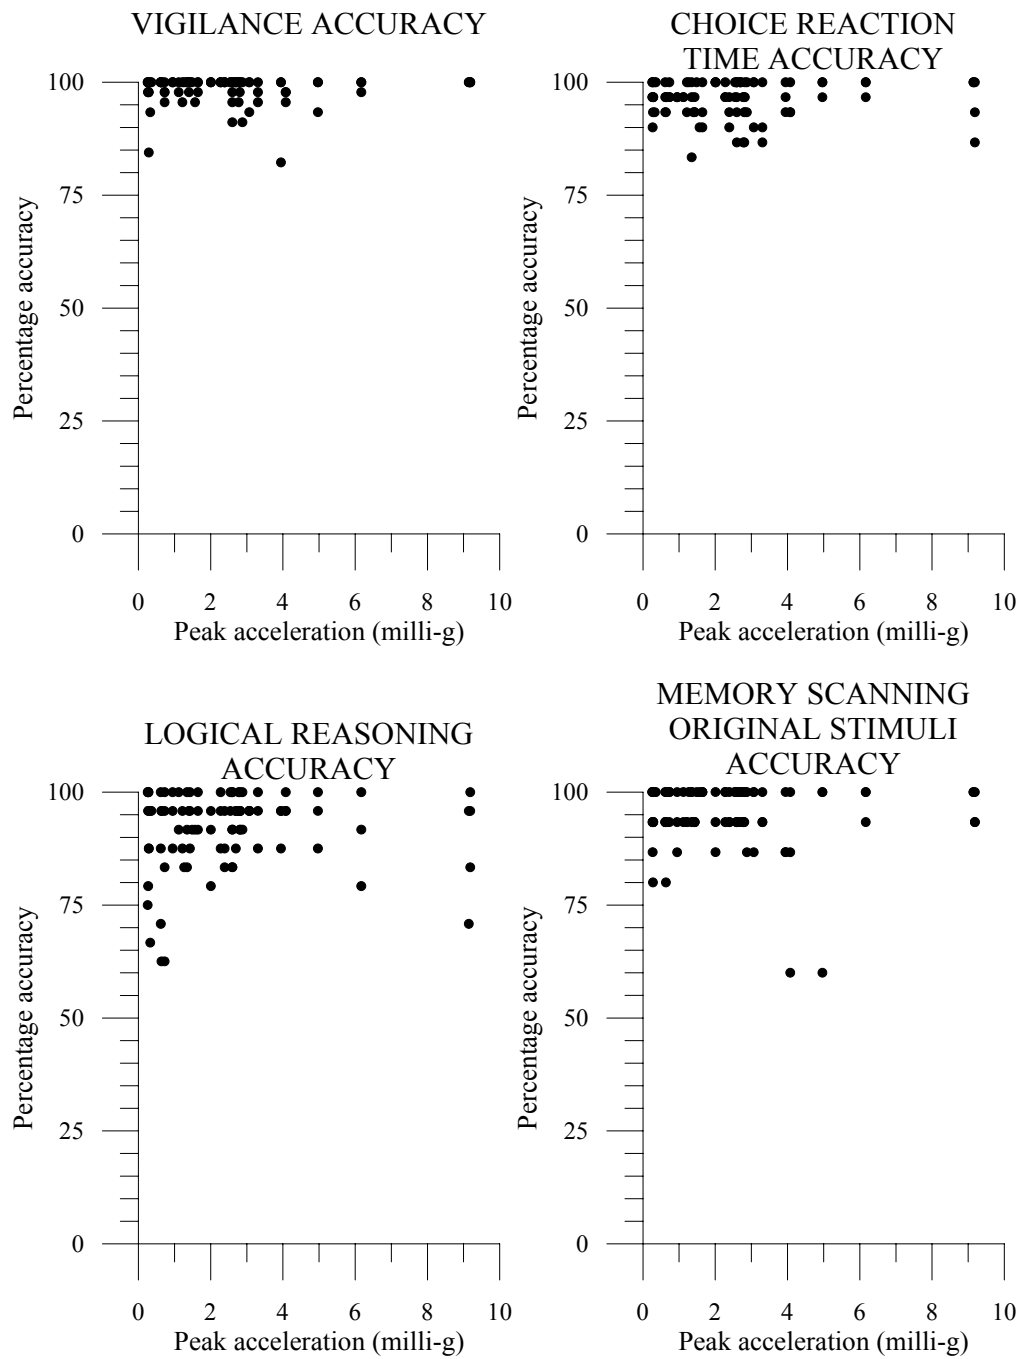 VIGILANCE ACCURACY
100
75
50
25
0
Percentage accuracy
0 2 4 6 8 10
Peak acceleration (milli-g)
CHOICE REACTION
TIME ACCURACY
100
75
50
25
0
Percentage accuracy
0 2 4 6 8 10
Peak acceleration (milli-g)
LOGICAL REASONING
ACCURACY
100
75
50
25
0
Percentage accuracy
0 2 4 6 8 10
Peak acceleration (milli-g)
MEMORY SCANNING
ORIGINAL STIMULI
ACCURACY
100
75
50
25
0
Percentage accuracy
0 2 4 6 8 10
Peak acceleration (milli-g)